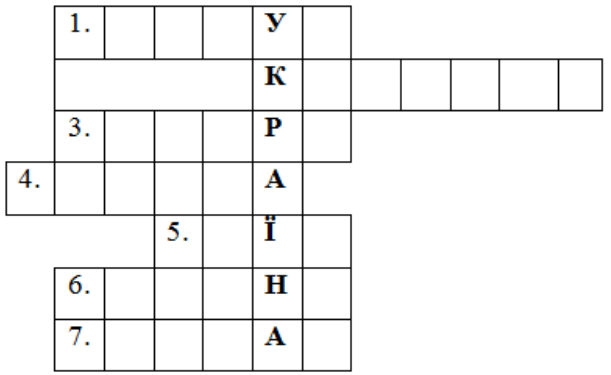 1. У
К
3. Р
4. А
5. Ї
6. Н
7. А